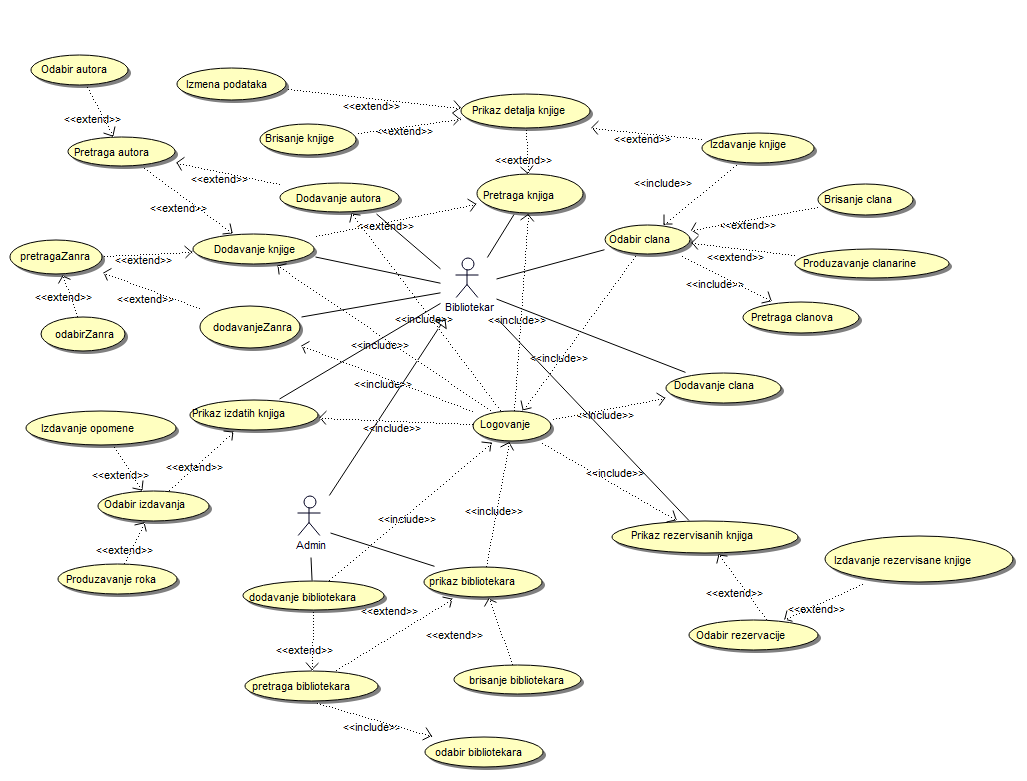 Odabir autora
Izmena podataka
<<extend>>
Prikaz detalja knjige
<<extend>>
Brisanje knjige
<<extend>>
<<extend>>
Izdavanje knjige
Pretraga autora
<<extend>>
<<extend>>
<<include>>
Dodavanje autora
Pretraga knjiga
Brisanje clana
<<extend>>
<<extend>>
<<extend>>
Odabir clana
Dodavanje knjige
pretragaZanra
<<extend>>
<<extend>>
Produzavanje clanarine
<<include>>
<<extend>>
<<extend>>
Bibliotekar
Pretraga clanova
<<include>>
<<include>>
odabirZanra
dodavanjeZanra
<<include>>
<<include>>
<<include>>
Dodavanje clana
Prikaz izdatih knjiga
<<include>>
Izdavanje opomene
<<include>>
Logovanje
<<extend>>
<<extend>>
<<include>>
Odabir izdavanja
<<include>>
<<include>>
Prikaz rezervisanih knjiga
Admin
<<extend>>
Izdavanje rezervisane knjige
Produzavanje roka
prikaz bibliotekara
<<extend>>
dodavanje bibliotekara
<<extend>>
<<extend>>
<<extend>>
Odabir rezervacije
<<extend>>
pretraga bibliotekara
brisanje bibliotekara
<<include>>
odabir bibliotekara